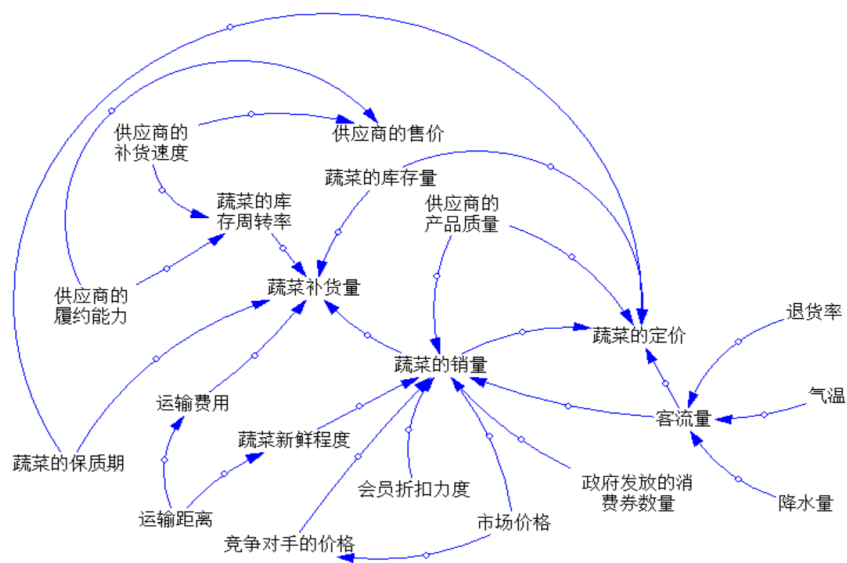 供应商的
补货速度
供应商的售价
蔬菜的库存量
蔬菜的库
存周转率
供应商的
产品质量
蔬菜补货量
供应商的
履约能力
退货率
蔬菜的定价
蔬菜的销量
气温
运输费用
客流量
蔬菜新鲜程度
蔬菜的保质期
会员折扣力度
政府发放的消
费券数量
降水量
运输距离
市场价格
竞争对手的价格